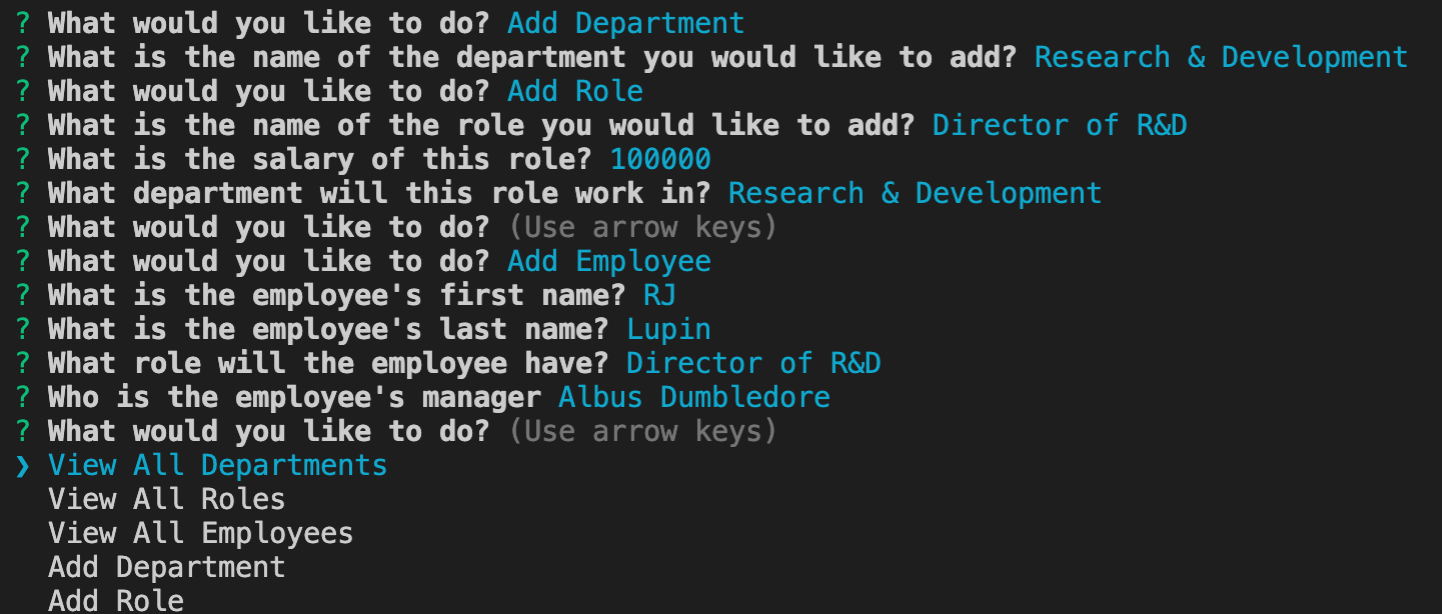 ? What would you like to do? Add Department
? What is the name of the department you would like to add? Research & Development
? What would you like to do? Add Role
? What is the name of the role you would like to add? Director of R&D
? What is the salary of this role? 100000
? What department will this role work in? Research & Development
? What would you like to do? (Use arrow keys)
? What would you like to do? Add Employee
? What is the employee's first name? RJ
? What is the employee's last name? Lupin
? What role will the employee have? Director of R&D
? Who is the employee's manager Albus Dumbledore
? What would you like to do? (Use arrow keys)
❯ View All Departments
View All Roles
View All Employees
Add Department
Add Role